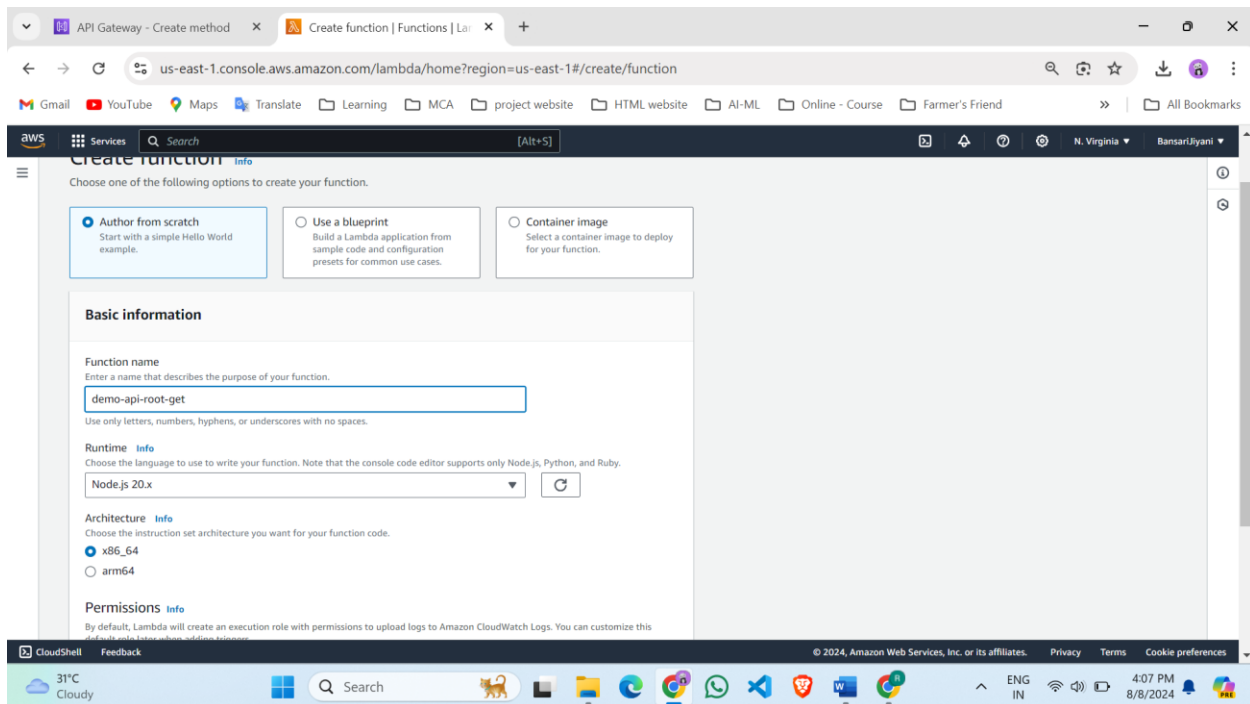 API Gateway - Create method
Create function | Functions | La
us-east-1.console.aws.amazon.com/lambda/home?region=us-east-1#/create/function
Gmail YouTube Maps Translate Learning MCA project website HTML website AI-ML Online - Course Farmer's Friend » All Bookmarks
aws Services Search [Alt+S] N. Virginia ▼ BansariJiyani ▼
Create function Info
Choose one of the following options to create your function.
Author from scratch
Start with a simple Hello World
example.
Use a blueprint
Build a Lambda application from
sample code and configuration
presets for common use cases.
Container image
Select a container image to deploy
for your function.
Basic information
Function name
Enter a name that describes the purpose of your function.
demo-api-root-get
Use only letters, numbers, hyphens, or underscores with no spaces.
Runtime Info
Choose the language to use to write your function. Note that the console code editor supports only Node.js, Python, and Ruby.
Node.js 20.x
Architecture Info
Choose the instruction set architecture you want for your function code.
x86_64
arm64
Permissions Info
By default, Lambda will create an execution role with permissions to upload logs to Amazon CloudWatch Logs. You can customize this
default role later when adding triggers.
CloudShell Feedback © 2024, Amazon Web Services, Inc. or its affiliates. Privacy Terms Cookie preferences
31°C
Cloudy
Search
ENG
IN
4:07 PM
8/8/2024
PRE